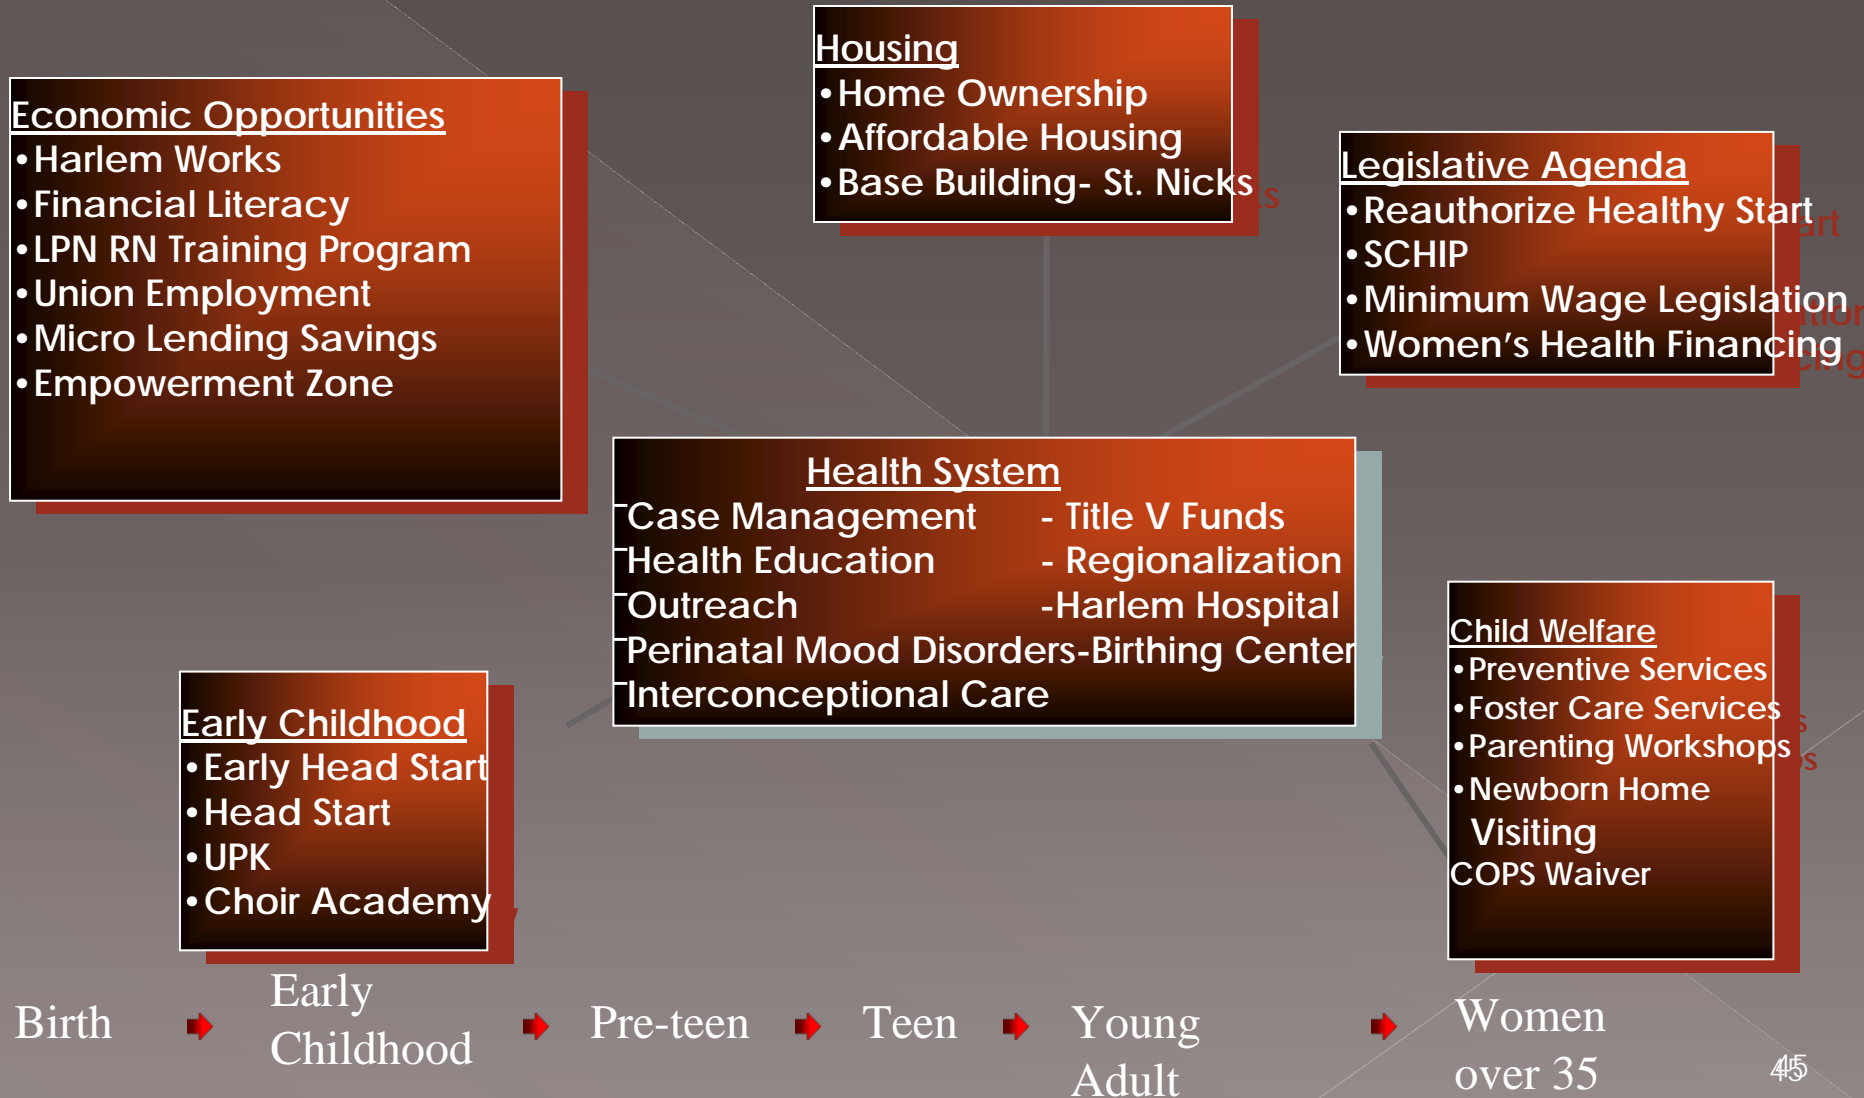 Housing
•Home Ownership
•Affordable Housing
•Base Building- St. Nicks
Economic Opportunities
•Harlem Works
•Financial Literacy
•LPN RN Training Program
•Union Employment
•Micro Lending Savings
•Empowerment Zone
Legislative Agenda
•Reauthorize Healthy Start
•SCHIP
•Minimum Wage Legislation
•Women's Health Financing
Health System
Case Management - Title V Funds
Health Education - Regionalization
Outreach -Harlem Hospital
Perinatal Mood Disorders-Birthing Center
Interconceptional Care
Early Childhood
•Early Head Start
•Head Start
•UPK
•Choir Academy
Child Welfare
•Preventive Services
•Foster Care Services
•Parenting Workshops
•Newborn Home
Visiting
COPS Waiver
Birth
Early
Childhood
Pre-teen
Teen
Young
Adult
Women
over 35
45